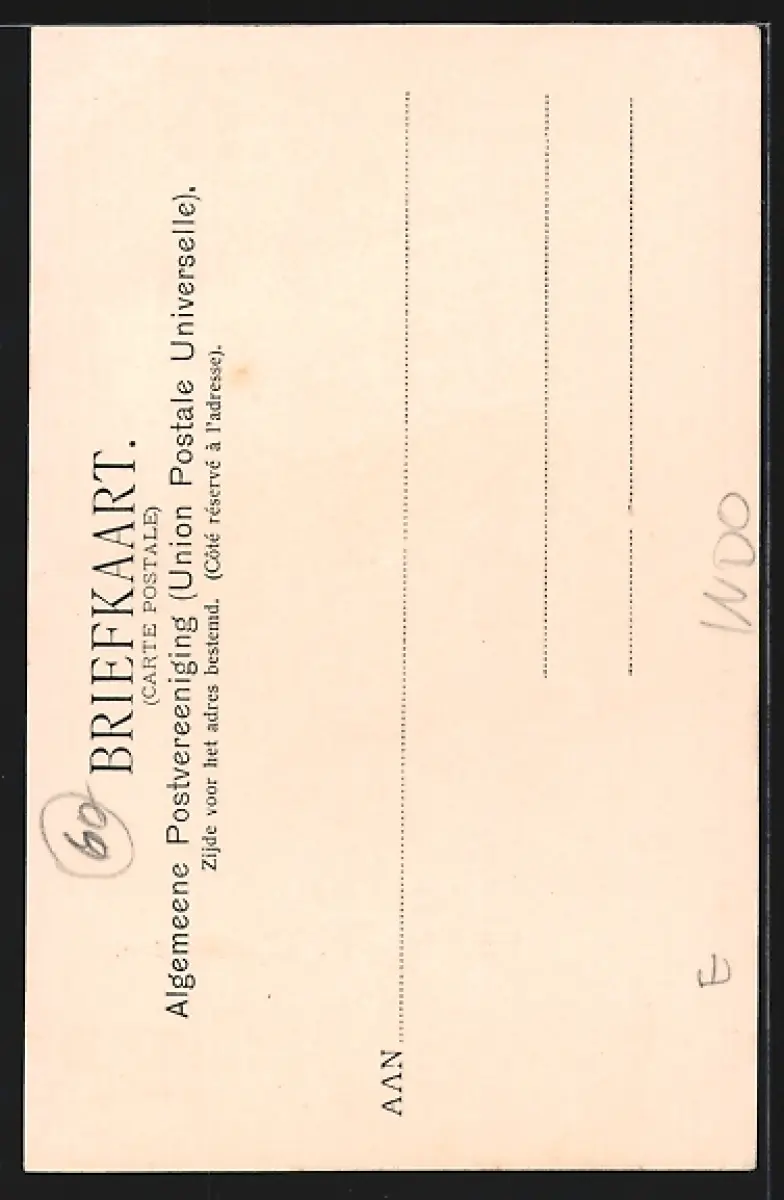 60
BRIEFKAART.
(CARTE POSTALE)
Algemeene Postvereeniging (Union Postale Universelle).
Zijde voor het adres bestemd. (Côté réservé à l'adresse).
AAN
E
INDO